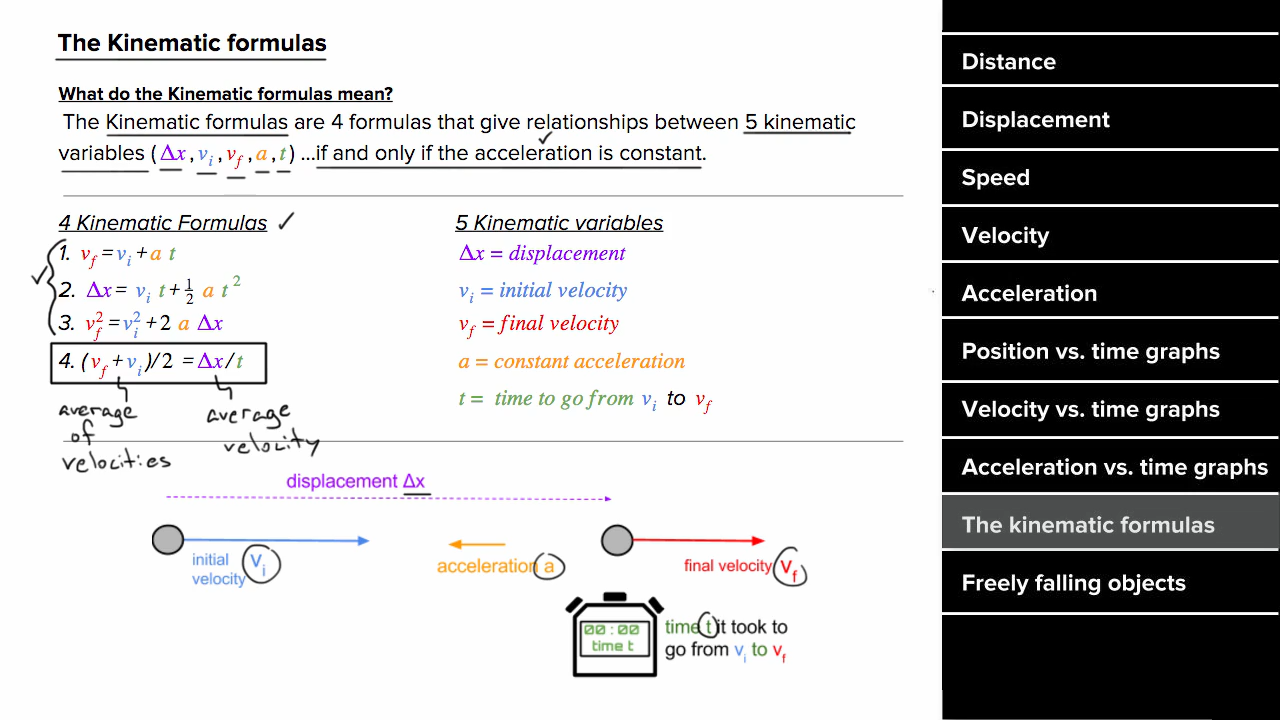 The Kinematic formulas
What do the Kinematic formulas mean?
The Kinematic formulas are 4 formulas that give relationships between 5 kinematic
variables (Δx, vi, vf, a, t) ...if and only if the acceleration is constant.
4 Kinematic Formulas ✓
1. vf = vi + a t
2. Δx = vi t + 1/2 a t²
3. vf² = vi² + 2 a Δx
4. (vf + vi)/2 = Δx/t
average
of
velocities
average
velocity
5 Kinematic variables
Δx = displacement
vi = initial velocity
vf = final velocity
a = constant acceleration
t = time to go from vi to vf
displacement Δx
initial
velocity
vi
acceleration a
final velocity vf
00:00
time t
time t it took to
go from vi to vf
Distance
Displacement
Speed
Velocity
Acceleration
Position vs. time graphs
Velocity vs. time graphs
Acceleration vs. time graphs
The kinematic formulas
Freely falling objects